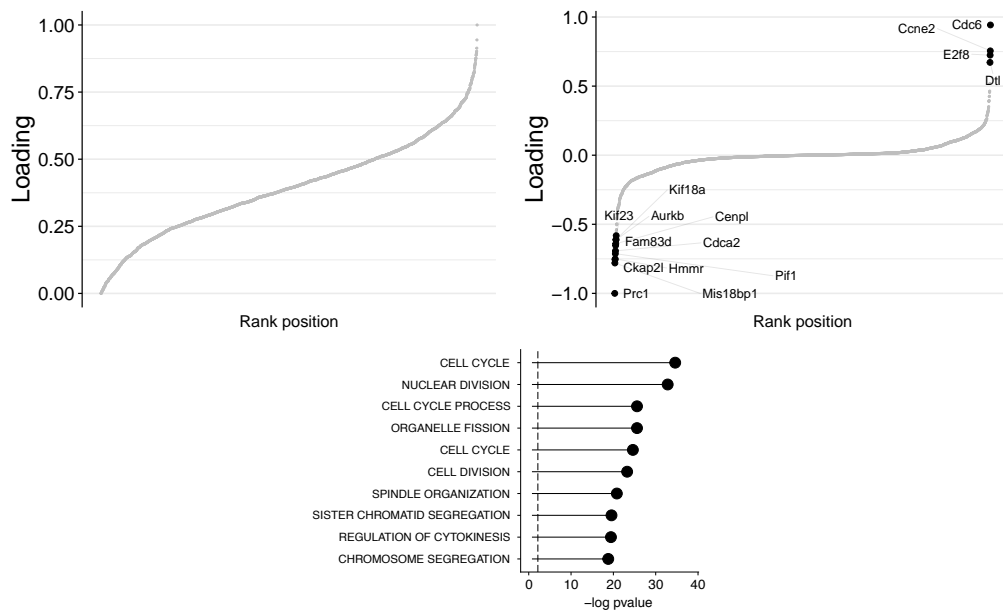 1.00
0.75
0.50
0.25
0.00
Loading
Rank position
1.0
0.5
0.0
−0.5
−1.0
Loading
Ccne2
Cdc6
E2f8
Dtl
Kif18a
Kif23
Aurkb
Cenpl
Fam83d
Cdca2
Ckap2l
Hmmr
Pif1
Prc1
Mis18bp1
Rank position
CELL CYCLE
NUCLEAR DIVISION
CELL CYCLE PROCESS
ORGANELLE FISSION
CELL CYCLE
CELL DIVISION
SPINDLE ORGANIZATION
SISTER CHROMATID SEGREGATION
REGULATION OF CYTOKINESIS
CHROMOSOME SEGREGATION
0 10 20 30 40
−log pvalue